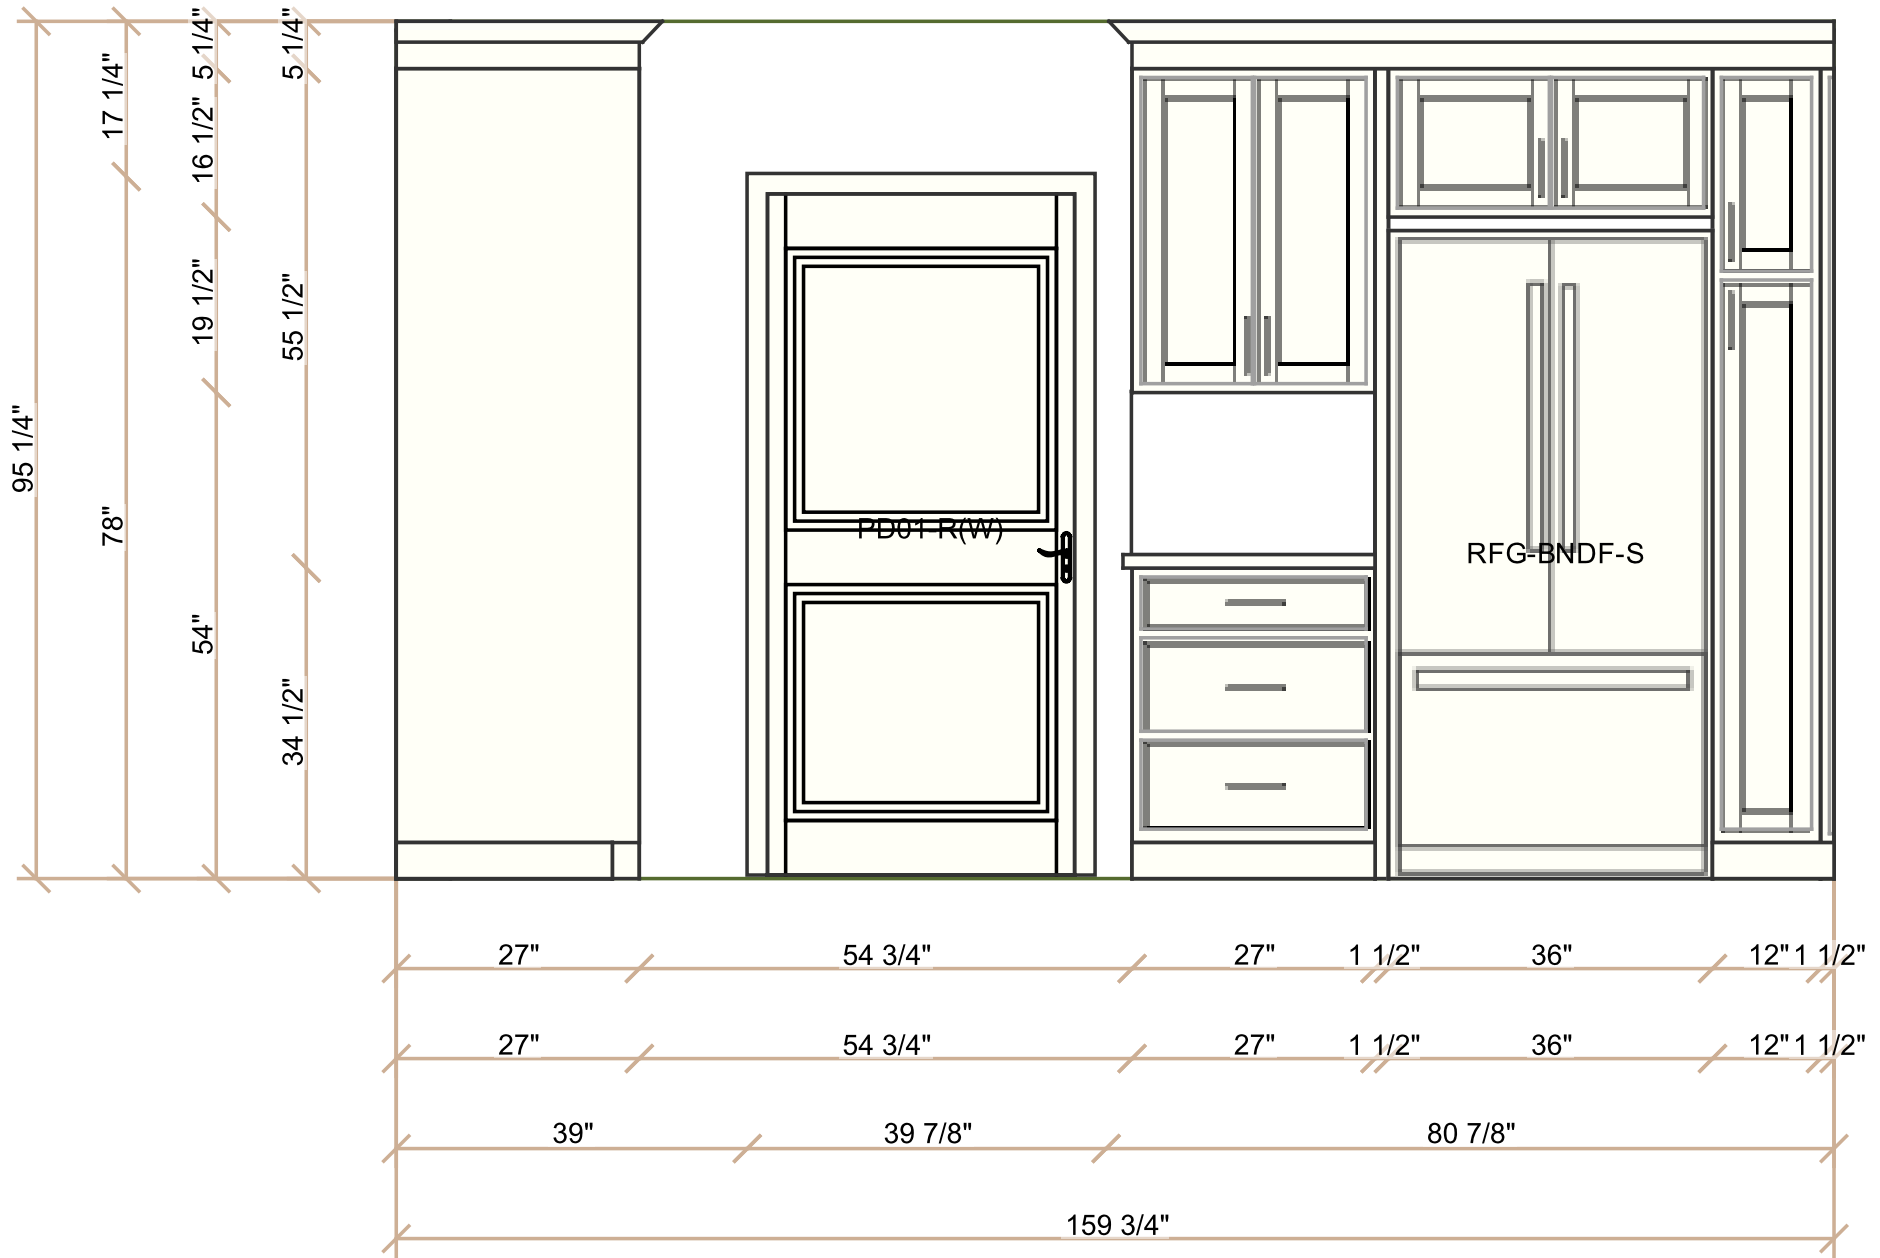 5 1/4"
5 1/4"
17 1/4"
16 1/2"
19 1/2"
55 1/2"
95 1/4"
78"
54"
34 1/2"
PD01-R(W)
RFG-BNDF-S
27" 54 3/4" 27" 1 1/2" 36" 12" 1 1/2"
27" 54 3/4" 27" 1 1/2" 36" 12" 1 1/2"
39" 39 7/8" 80 7/8"
159 3/4"